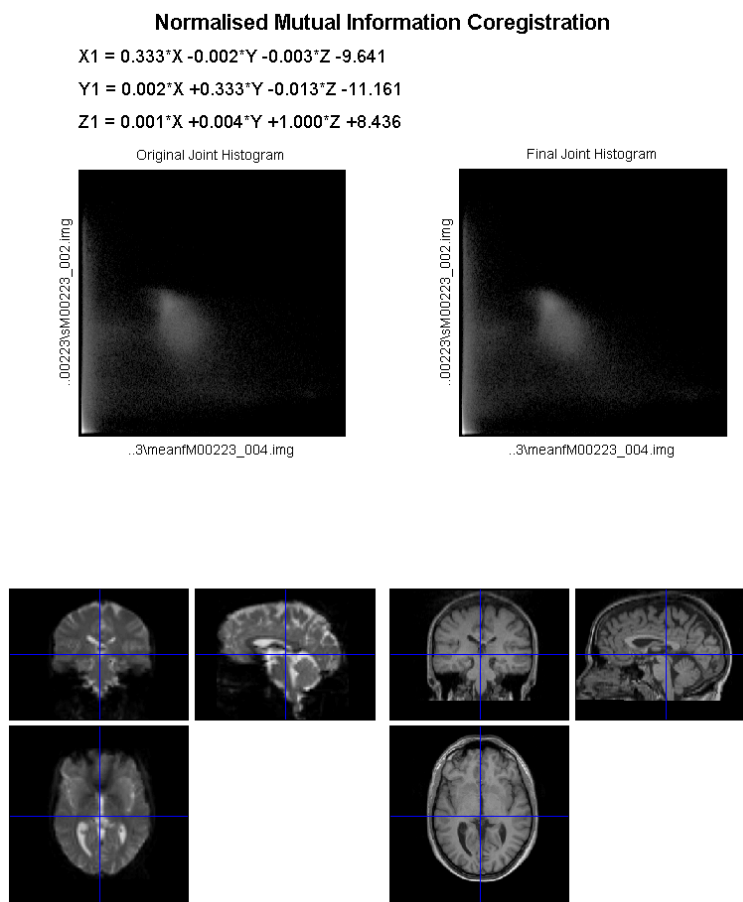 Normalised Mutual Information Coregistration
X1 = 0.333*X -0.002*Y -0.003*Z -9.641
Y1 = 0.002*X +0.333*Y -0.013*Z -11.161
Z1 = 0.001*X +0.004*Y +1.000*Z +8.436
Original Joint Histogram
Final Joint Histogram
..00223\sM00223_002.img
..00223\sM00223_002.img
..3\meanfM00223_004.img
..3\meanfM00223_004.img